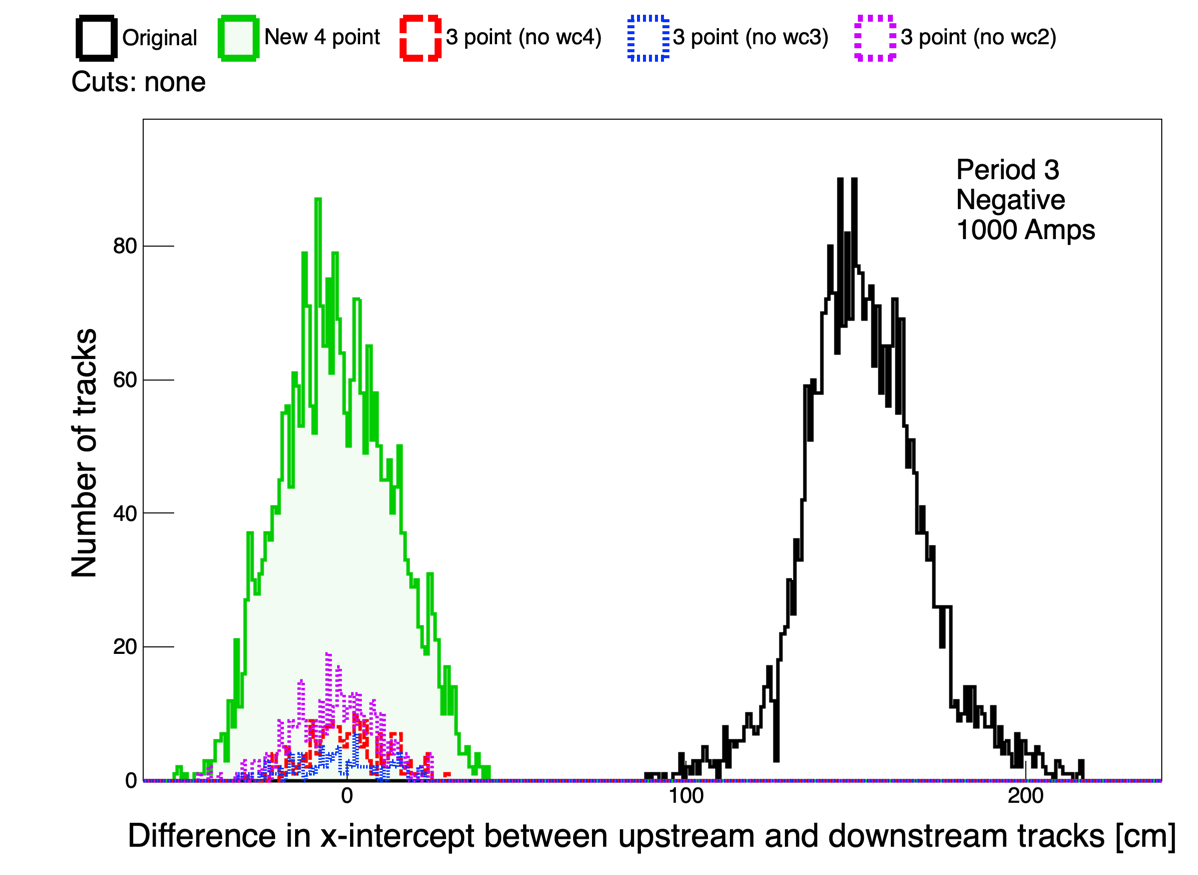 Original New 4 point 3 point (no wc4) 3 point (no wc3) 3 point (no wc2)
Cuts: none
Period 3
Negative
1000 Amps
80
60
40
20
0
Number of tracks
0 100 200
Difference in x-intercept between upstream and downstream tracks [cm]